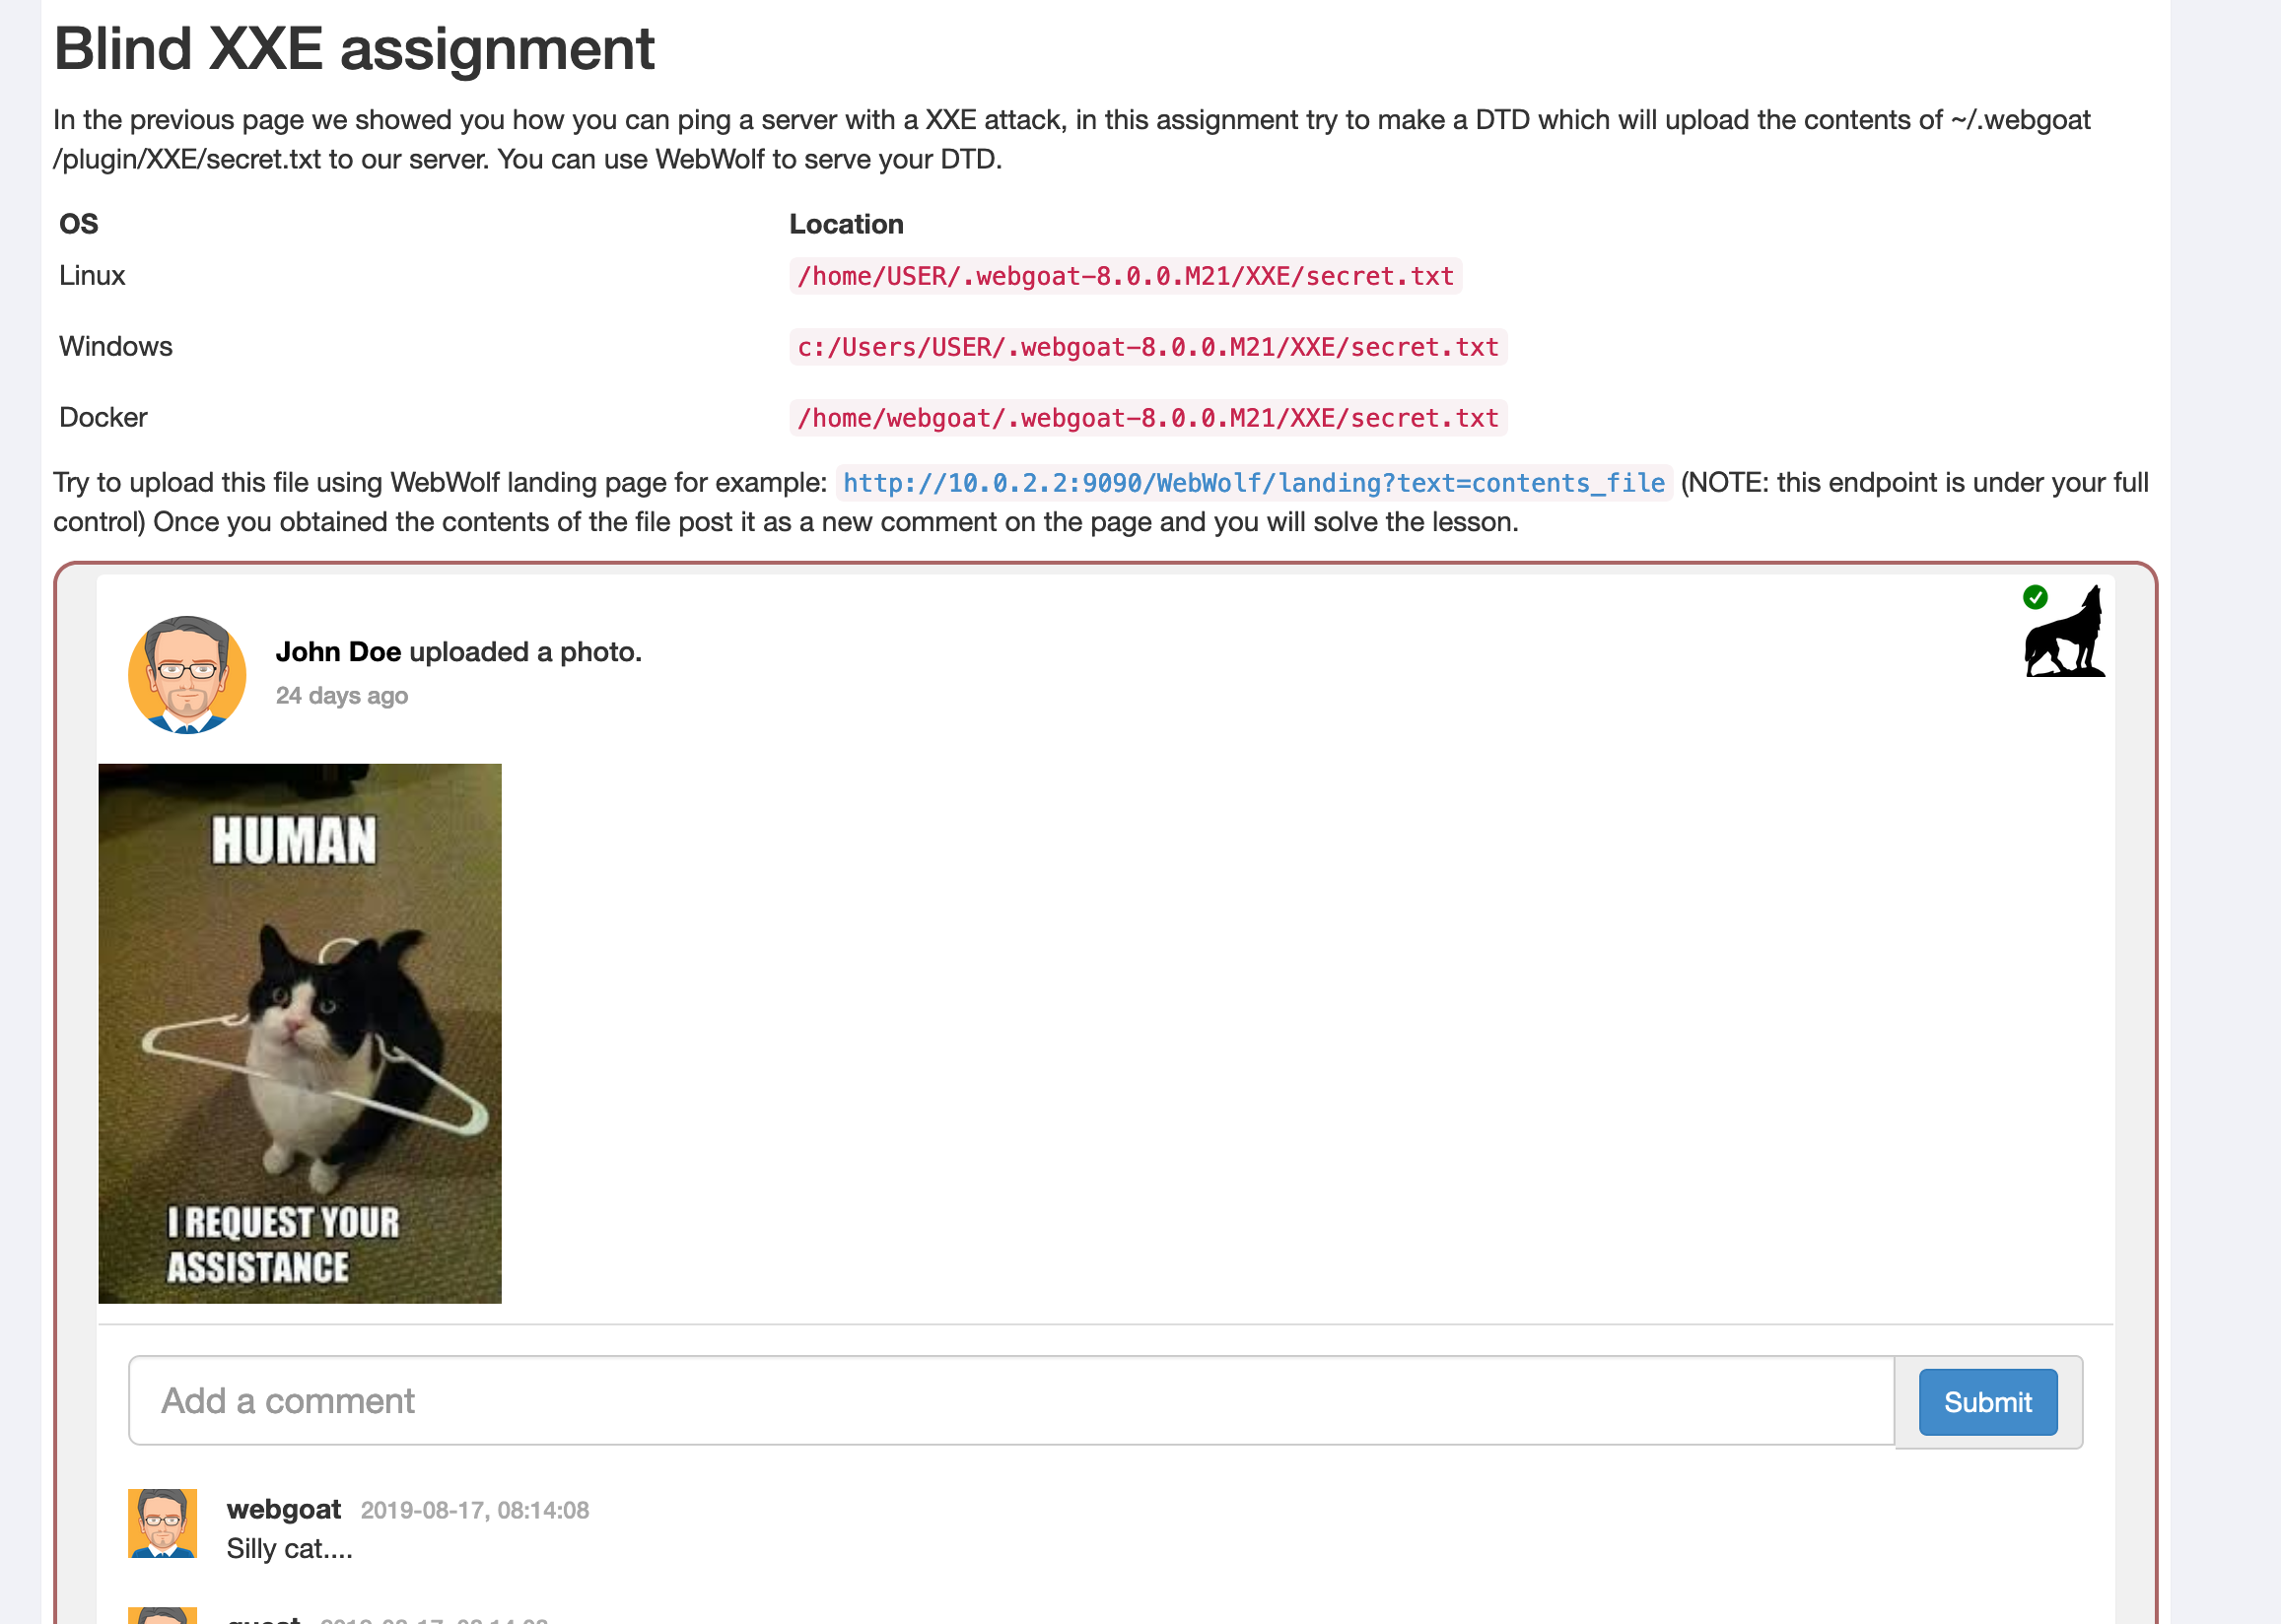 Blind XXE assignment
In the previous page we showed you how you can ping a server with a XXE attack, in this assignment try to make a DTD which will upload the contents of ~/.webgoat
/plugin/XXE/secret.txt to our server. You can use WebWolf to serve your DTD.
OS Location
Linux /home/USER/.webgoat-8.0.0.M21/XXE/secret.txt
Windows c:/Users/USER/.webgoat-8.0.0.M21/XXE/secret.txt
Docker /home/webgoat/.webgoat-8.0.0.M21/XXE/secret.txt
Try to upload this file using WebWolf landing page for example: http://10.0.2.2:9090/WebWolf/landing?text=contents_file (NOTE: this endpoint is under your full
control) Once you obtained the contents of the file post it as a new comment on the page and you will solve the lesson.
John Doe uploaded a photo.
24 days ago
HUMAN
I REQUEST YOUR
ASSISTANCE
Add a comment Submit
webgoat 2019-08-17, 08:14:08
Silly cat....
guest 2019-08-17, 08:14:08